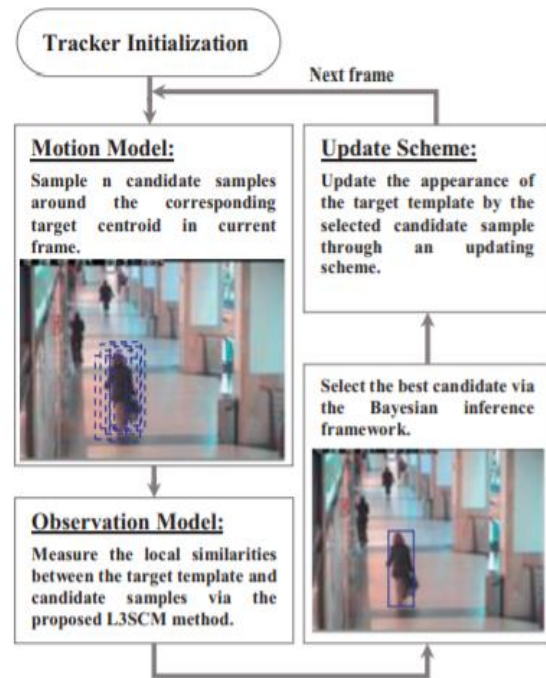 Tracker Initialization
Next frame
Motion Model:
Sample n candidate samples
around the corresponding
target centroid in current
frame.
Observation Model:
Measure the local similarities
between the target template and
candidate samples via the
proposed L3SCM method.
Update Scheme:
Update the appearance of
the target template by the
selected candidate sample
through an updating
scheme.
Select the best candidate via
the Bayesian inference
framework.